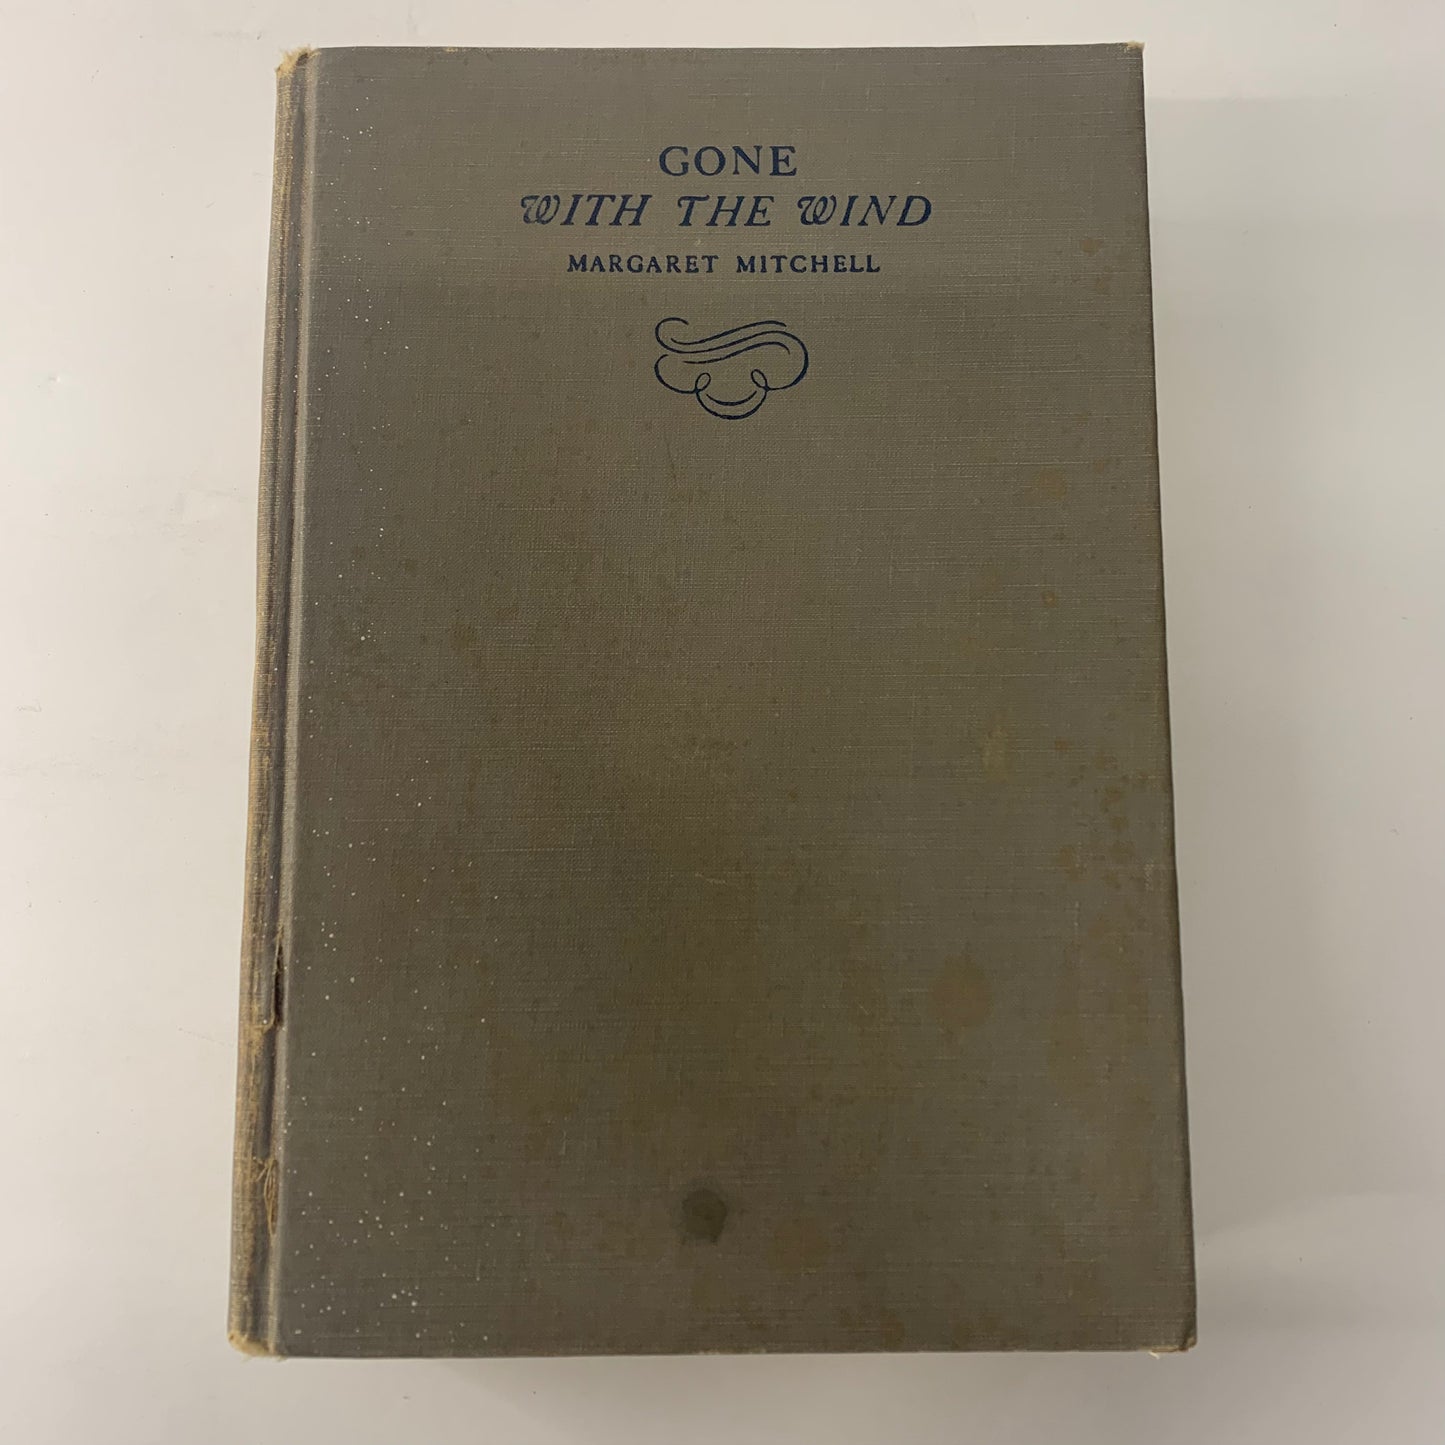 GONE
WITH THE WIND
MARGARET MITCHELL